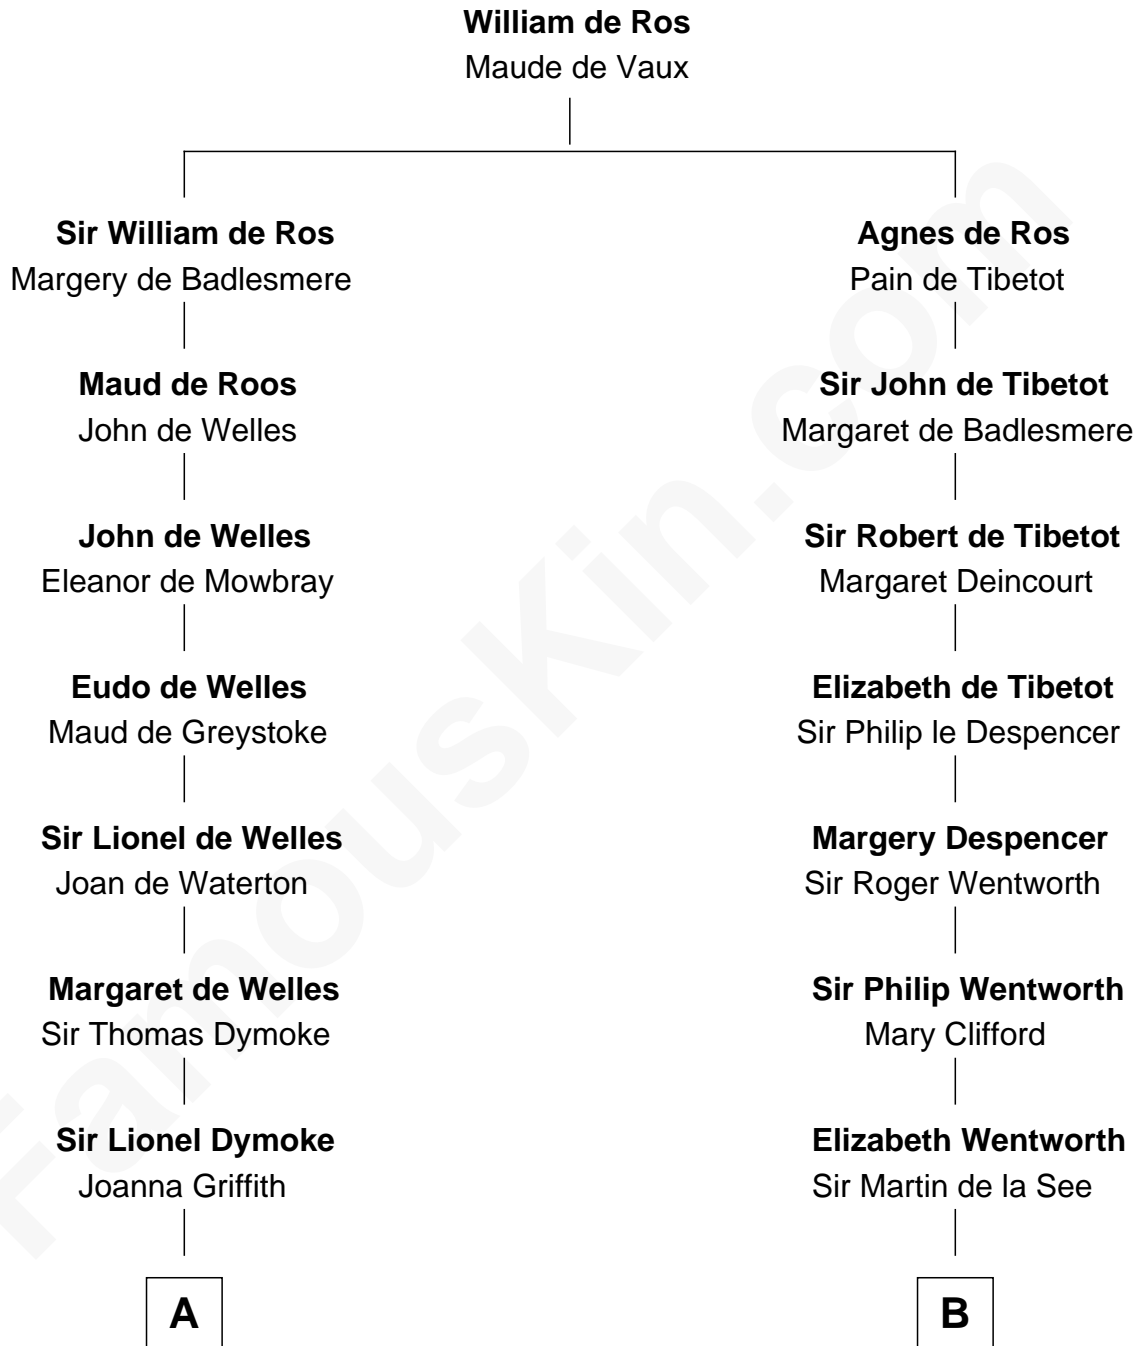 William de Ros
Maude de Vaux
Sir William de Ros
Margery de Badlesmere
Maud de Roos
John de Welles
John de Welles
Eleanor de Mowbray
Eudo de Welles
Maud de Greystoke
Sir Lionel de Welles
Joan de Waterton
Margaret de Welles
Sir Thomas Dymoke
Sir Lionel Dymoke
Joanna Griffith
A
Agnes de Ros
Pain de Tibetot
Sir John de Tibetot
Margaret de Badlesmere
Sir Robert de Tibetot
Margaret Deincourt
Elizabeth de Tibetot
Sir Philip le Despencer
Margery Despencer
Sir Roger Wentworth
Sir Philip Wentworth
Mary Clifford
Elizabeth Wentworth
Sir Martin de la See
B
FamousKin.com